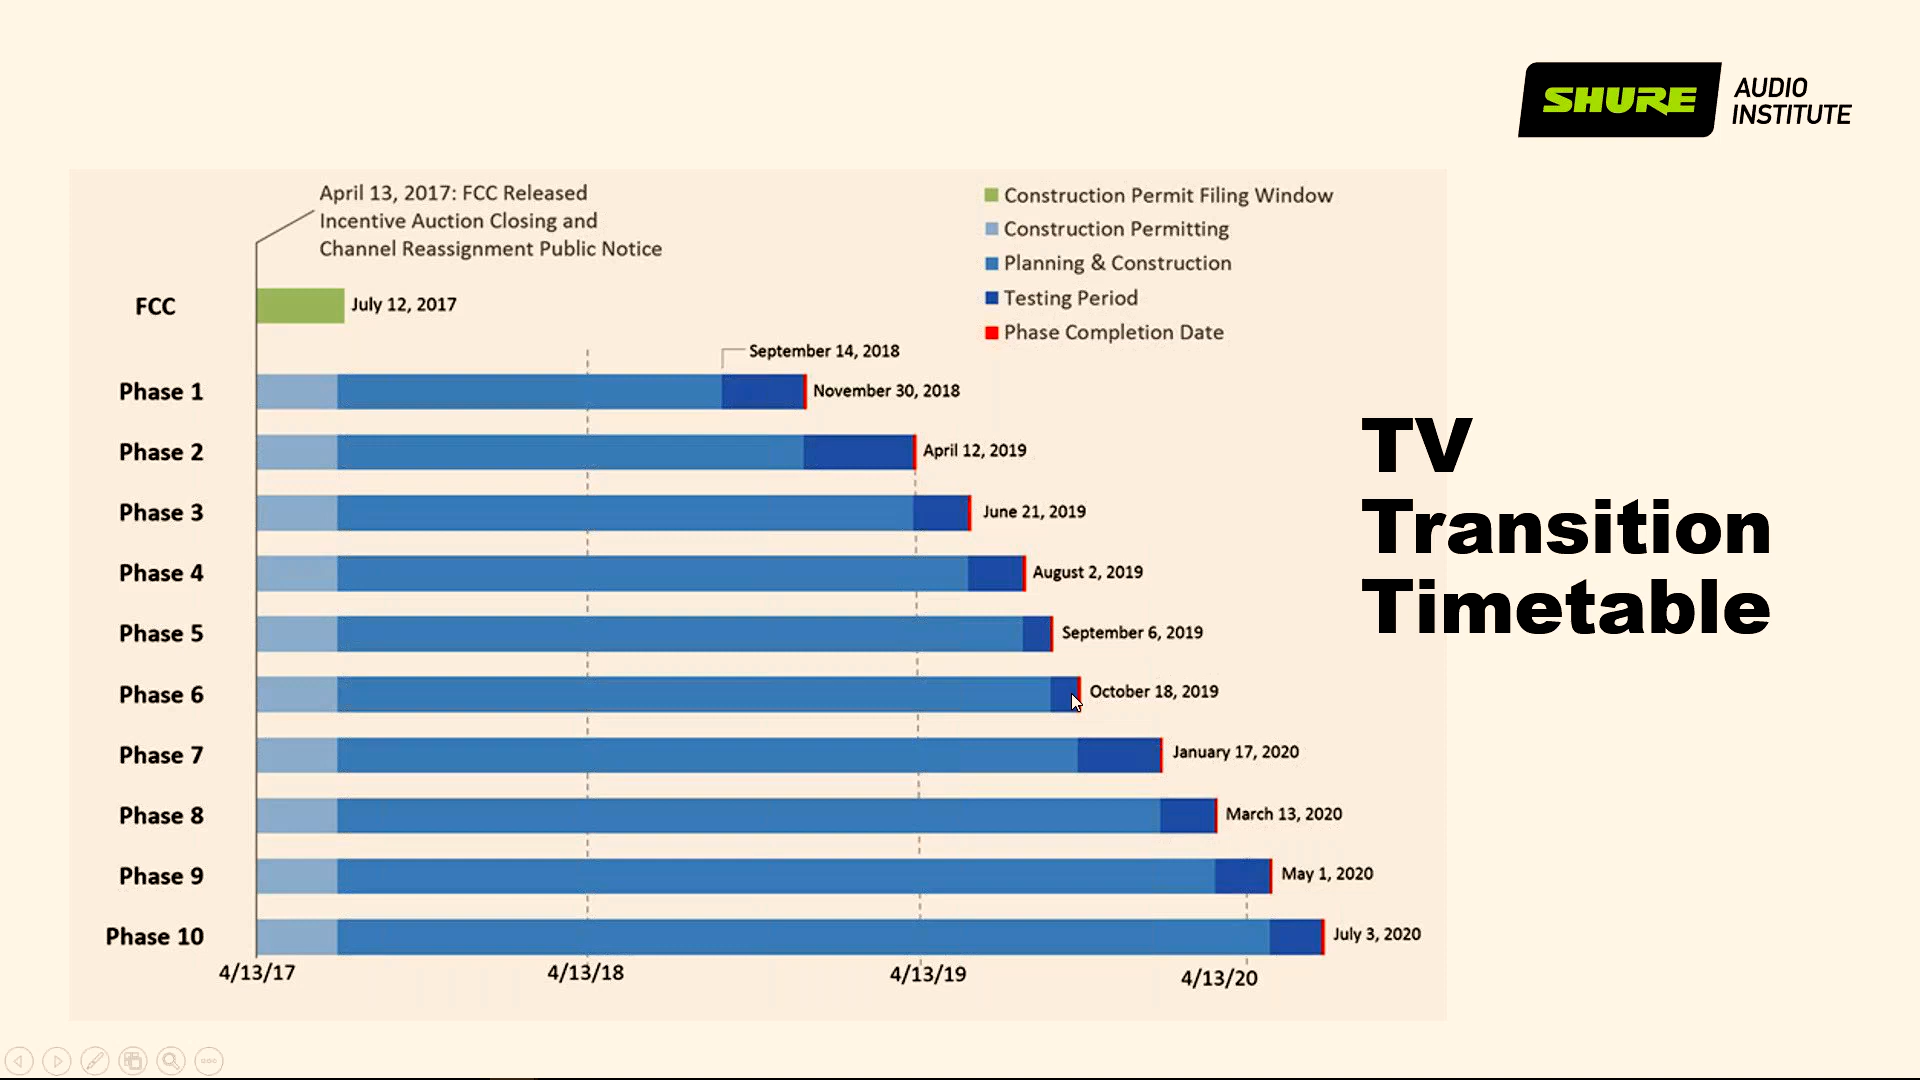 SHURE
AUDIO
INSTITUTE
April 13, 2017: FCC Released
Incentive Auction Closing and
Channel Reassignment Public Notice
Construction Permit Filing Window
Construction Permitting
Planning & Construction
Testing Period
Phase Completion Date
FCC
July 12, 2017
September 14, 2018
Phase 1
November 30, 2018
Phase 2
April 12, 2019
Phase 3
June 21, 2019
Phase 4
August 2, 2019
Phase 5
September 6, 2019
Phase 6
October 18, 2019
Phase 7
January 17, 2020
Phase 8
March 13, 2020
Phase 9
May 1, 2020
Phase 10
July 3, 2020
4/13/17
4/13/18
4/13/19
4/13/20
TV
Transition
Timetable